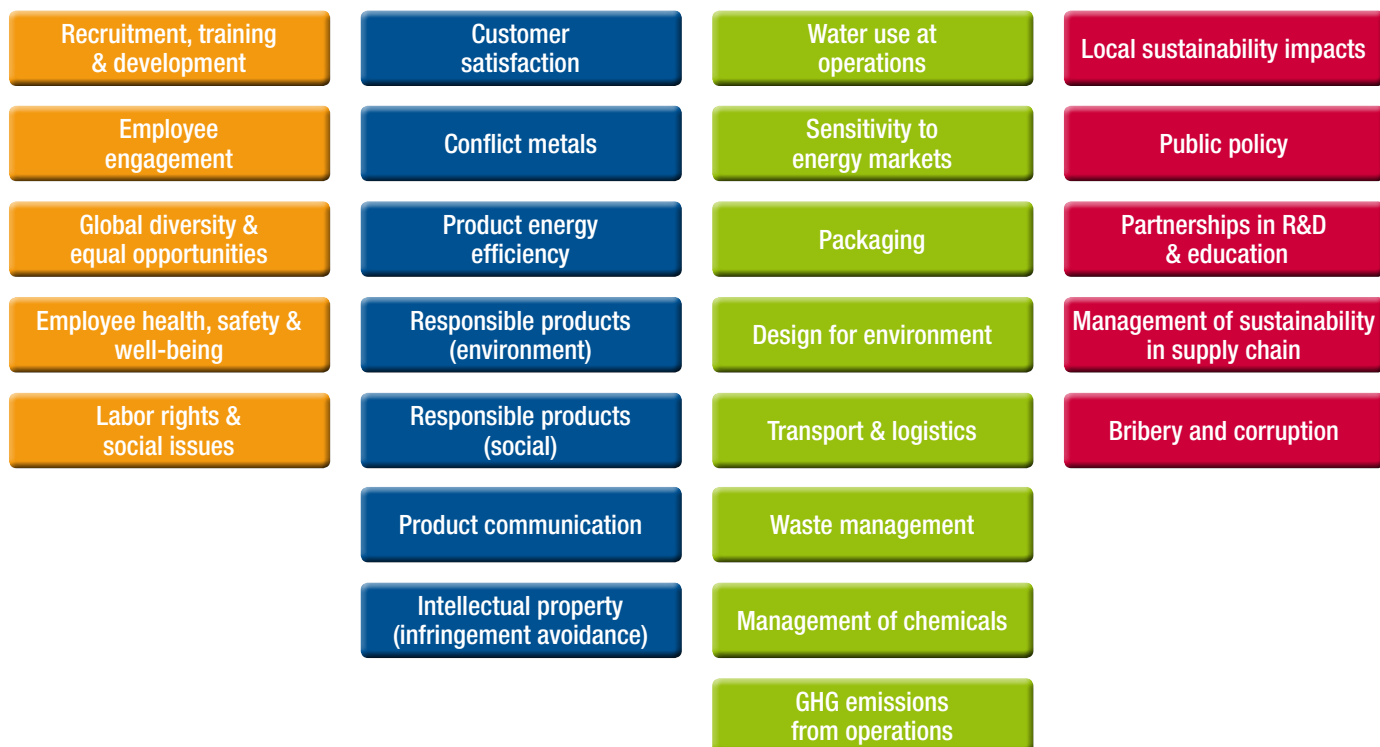 Recruitment, training
& development
Employee
engagement
Global diversity &
equal opportunities
Employee health, safety &
well-being
Labor rights &
social issues
Customer
satisfaction
Conflict metals
Product energy
efficiency
Responsible products
(environment)
Responsible products
(social)
Product communication
Intellectual property
(infringement avoidance)
Water use at
operations
Sensitivity to
energy markets
Packaging
Design for environment
Transport & logistics
Waste management
Management of chemicals
GHG emissions
from operations
Local sustainability impacts
Public policy
Partnerships in R&D
& education
Management of sustainability
in supply chain
Bribery and corruption